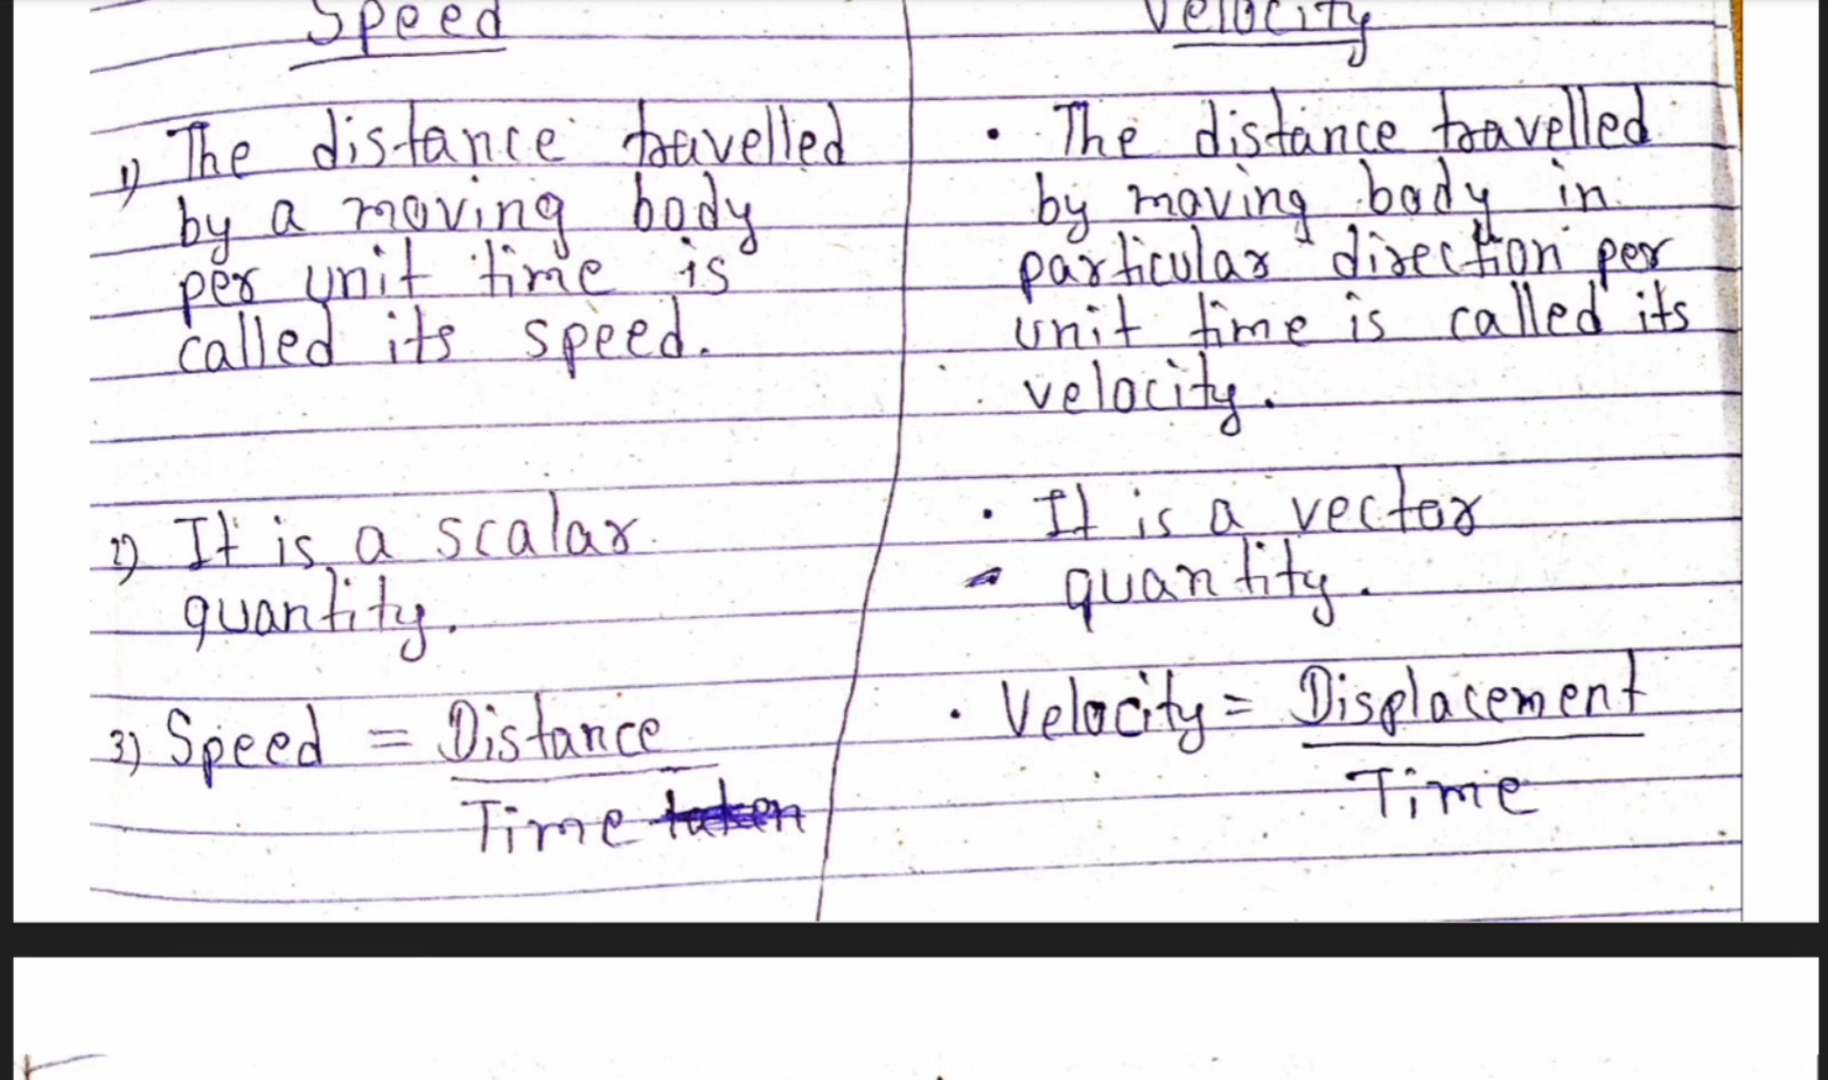 Speed
1) The distance travelled
by a moving body
per unit time is
called its speed.
2) It is a scalar
quantity.
3) Speed = Distance
Time taken
Velocity
• The distance travelled
by moving body in
particular direction per
unit time is called its
velocity.
• It is a vector
quantity.
• Velocity = Displacement
Time